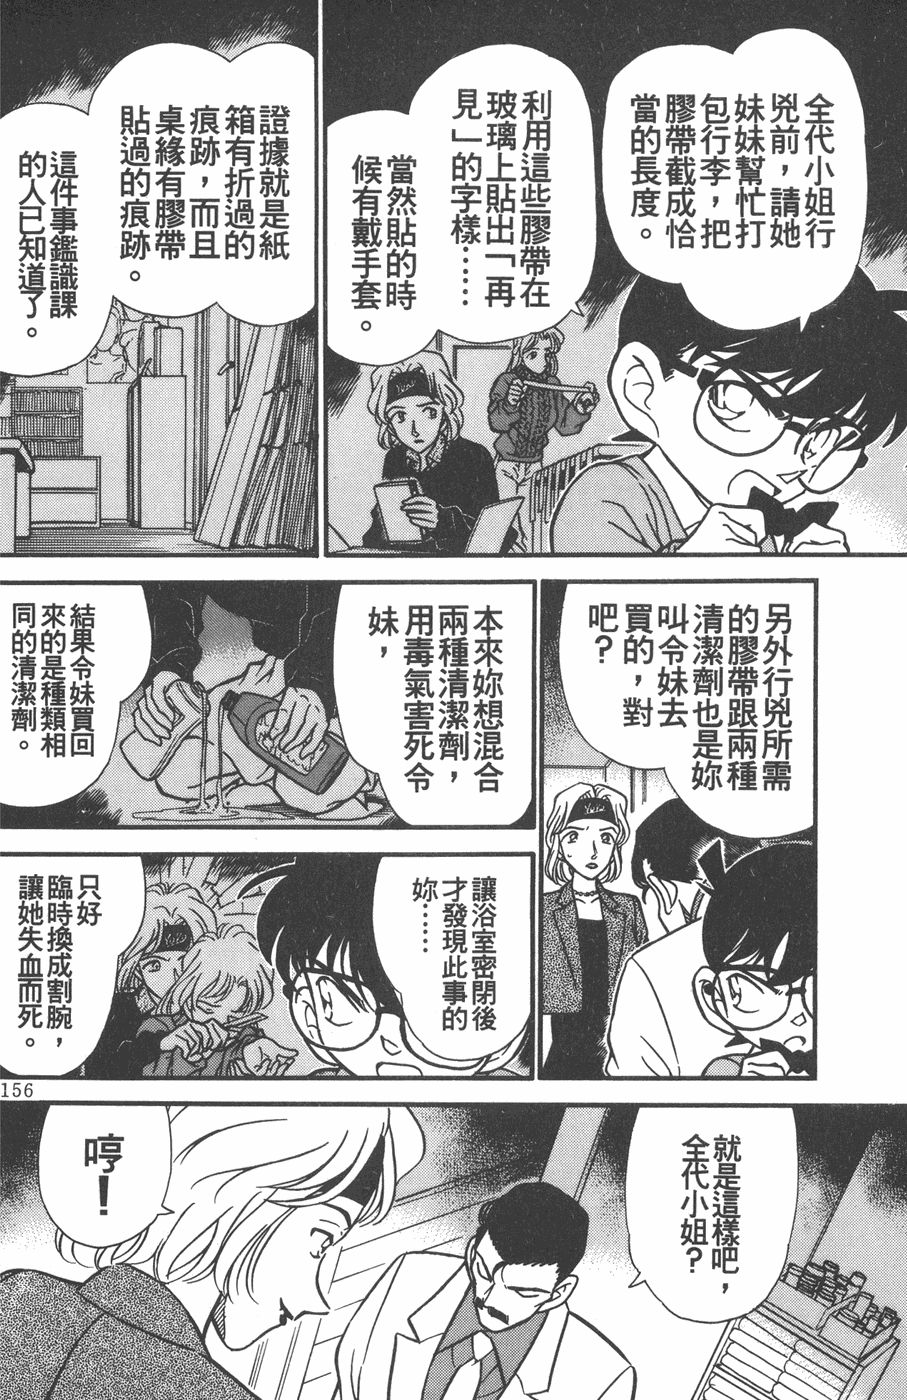 全代小姐行
兇前，請她
妹妹幫忙打
包行李，把
膠帶截成恰
當的長度。
利用這些膠帶在
玻璃上貼出「再
見」的字樣……
當然貼的時
候有戴手套。
證據就是紙
箱有折過的
痕跡，而且
桌緣有膠帶
貼過的痕跡。
這件事鑑識課
的人已知道了。
另外行兇所需
的膠帶跟兩種
清潔劑也是妳
叫令妹去
買的，對
吧？
本來妳想混合
兩種清潔劑，
用毒氣害死令
妹，
結果令妹買回
來的是種類相
同的清潔劑。
讓浴室密閉後
才發現此事的
妳……
只好
臨時換成割腕，
讓她失血而死。
156
就是這樣吧，
全代小姐？
哼！